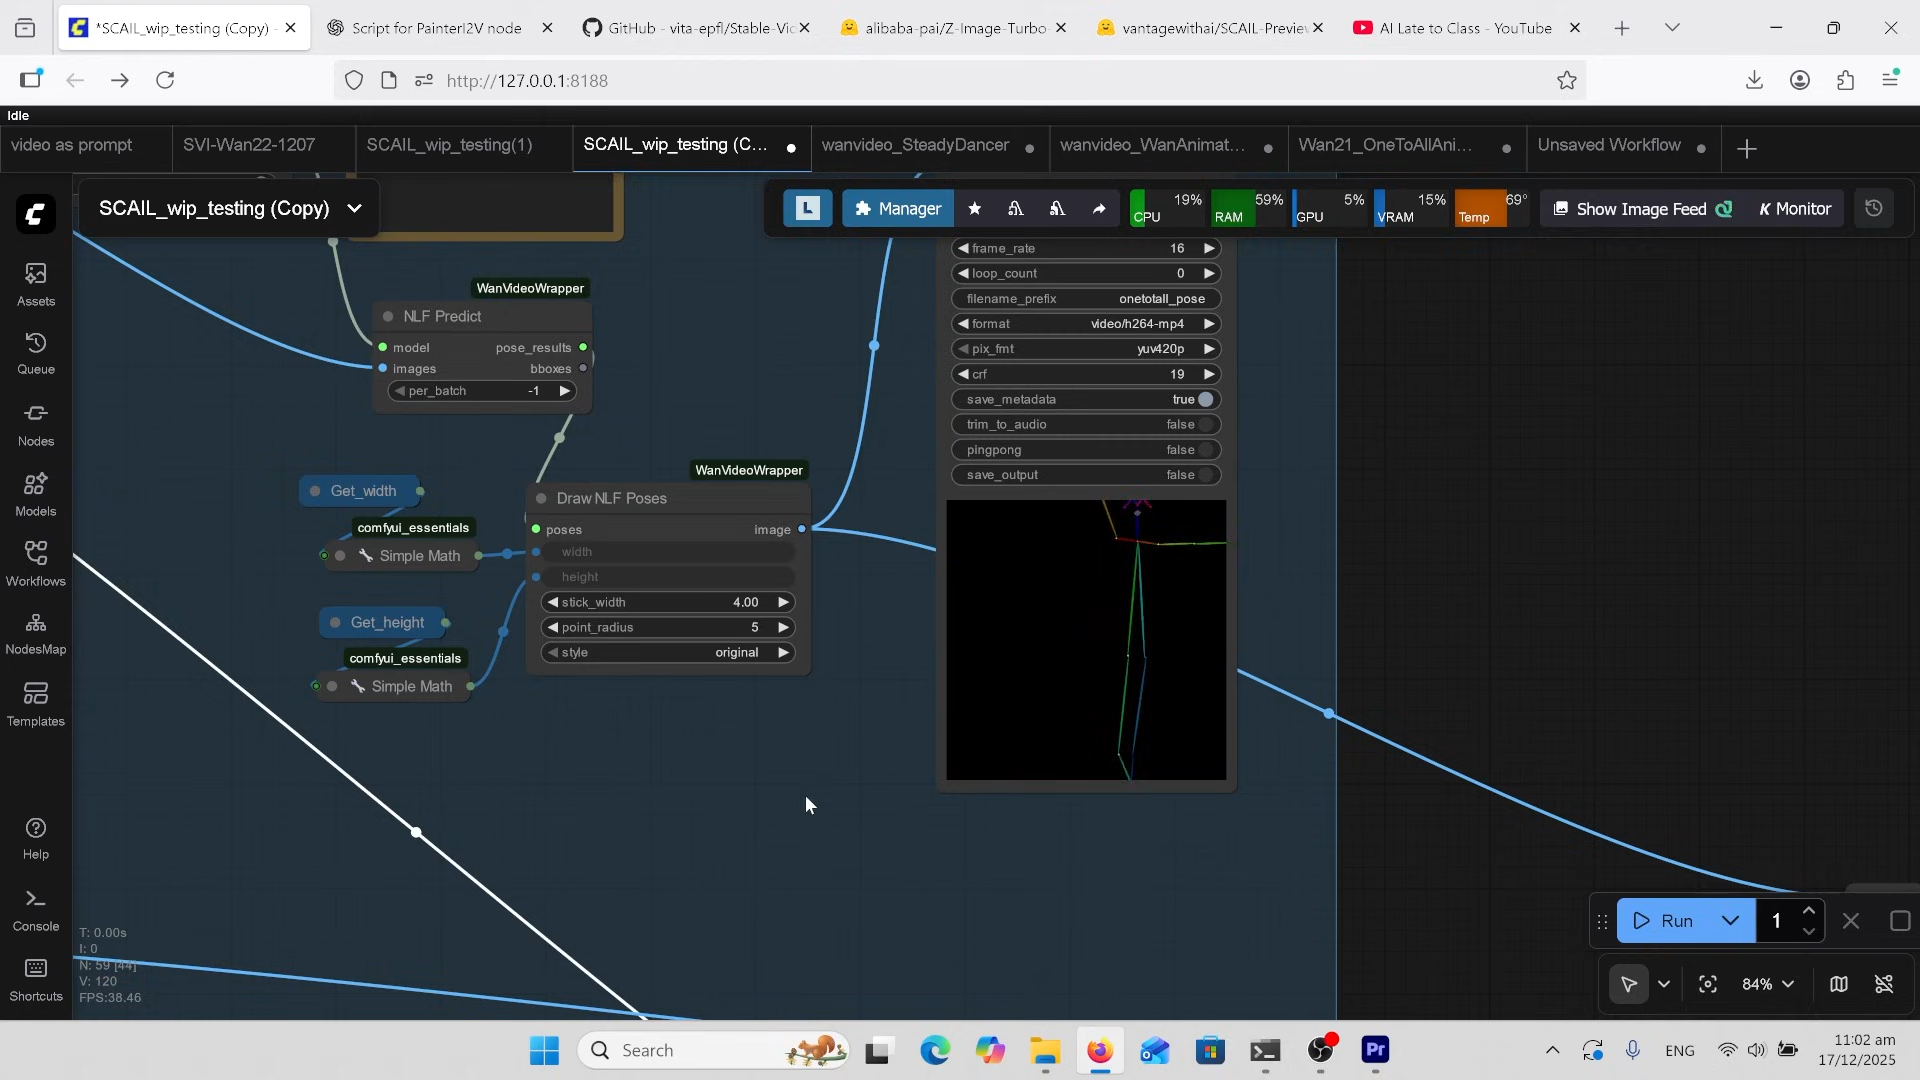 *SCAIL_wip_testing (Copy) -
Script for PainterI2V node
GitHub - vita-epfl/Stable-Vic
alibaba-pai/Z-Image-Turbo-
vantagewithai/SCAIL-Preview
AI Late to Class - YouTube
http://127.0.0.1:8188
Idle
video as prompt
SVI-Wan22-1207
SCAIL_wip_testing(1)
SCAIL_wip_testing (C...
wanvideo_SteadyDancer
wanvideo_WanAnimat...
Wan21_OneToAllAni...
Unsaved Workflow
SCAIL_wip_testing (Copy)
L
Manager
CPU 19%
RAM 59%
GPU 5%
VRAM 15%
Temp 69°
Show Image Feed
K Monitor
Assets
Queue
Nodes
Models
Workflows
NodesMap
Templates
Help
Console
Shortcuts
WanVideoWrapper
NLF Predict
model pose_results
images bboxes
per_batch -1
Get_width
comfyui_essentials
Simple Math
Get_height
comfyui_essentials
Simple Math
WanVideoWrapper
Draw NLF Poses
poses image
width
height
stick_width 4.00
point_radius 5
style original
frame_rate 16
loop_count 0
filename_prefix onetotall_pose
format video/h264-mp4
pix_fmt yuv420p
crf 19
save_metadata true
trim_to_audio false
pingpong false
save_output false
T: 0.00s
I: 0
N: 59 [44]
V: 120
FPS:38.46
Run
1
84%
Search
Pr
ENG
11:02 am
17/12/2025